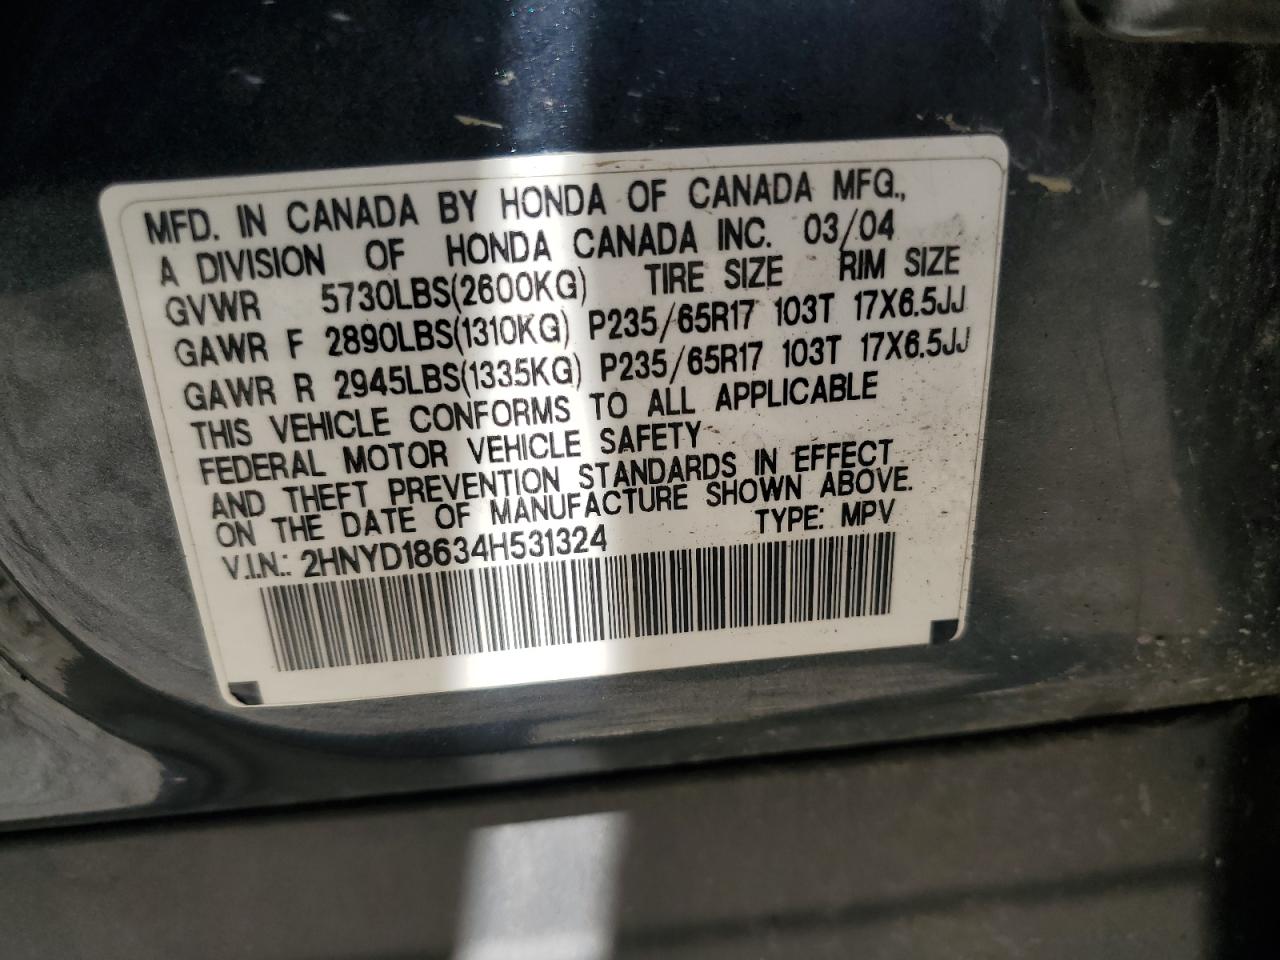 MFD. IN CANADA BY HONDA OF CANADA MFG.,
A DIVISION OF HONDA CANADA INC. 03/04
GVWR 5730LBS(2600KG) TIRE SIZE RIM SIZE
GAWR F 2890LBS(1310KG) P235/65R17 103T 17X6.5JJ
GAWR R 2945LBS(1335KG) P235/65R17 103T 17X6.5JJ
THIS VEHICLE CONFORMS TO ALL APPLICABLE
FEDERAL MOTOR VEHICLE SAFETY
AND THEFT PREVENTION STANDARDS IN EFFECT
ON THE DATE OF MANUFACTURE SHOWN ABOVE.
V.I.N.: 2HNYD18634H531324 TYPE: MPV